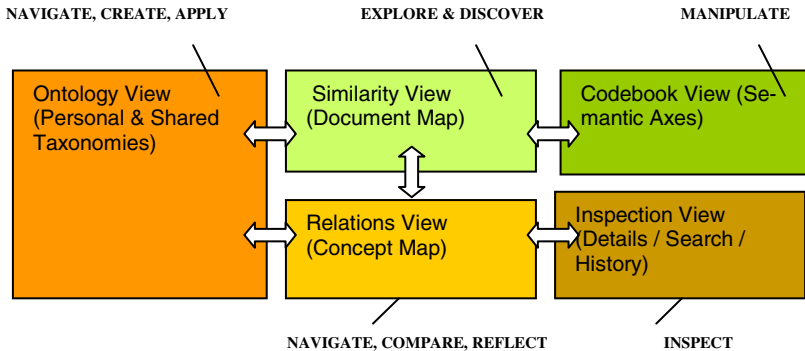 NAVIGATE, CREATE, APPLY
EXPLORE & DISCOVER
MANIPULATE
Ontology View
(Personal & Shared
Taxonomies)
Similarity View
(Document Map)
Codebook View (Se-
mantic Axes)
Relations View
(Concept Map)
Inspection View
(Details / Search /
History)
NAVIGATE, COMPARE, REFLECT
INSPECT